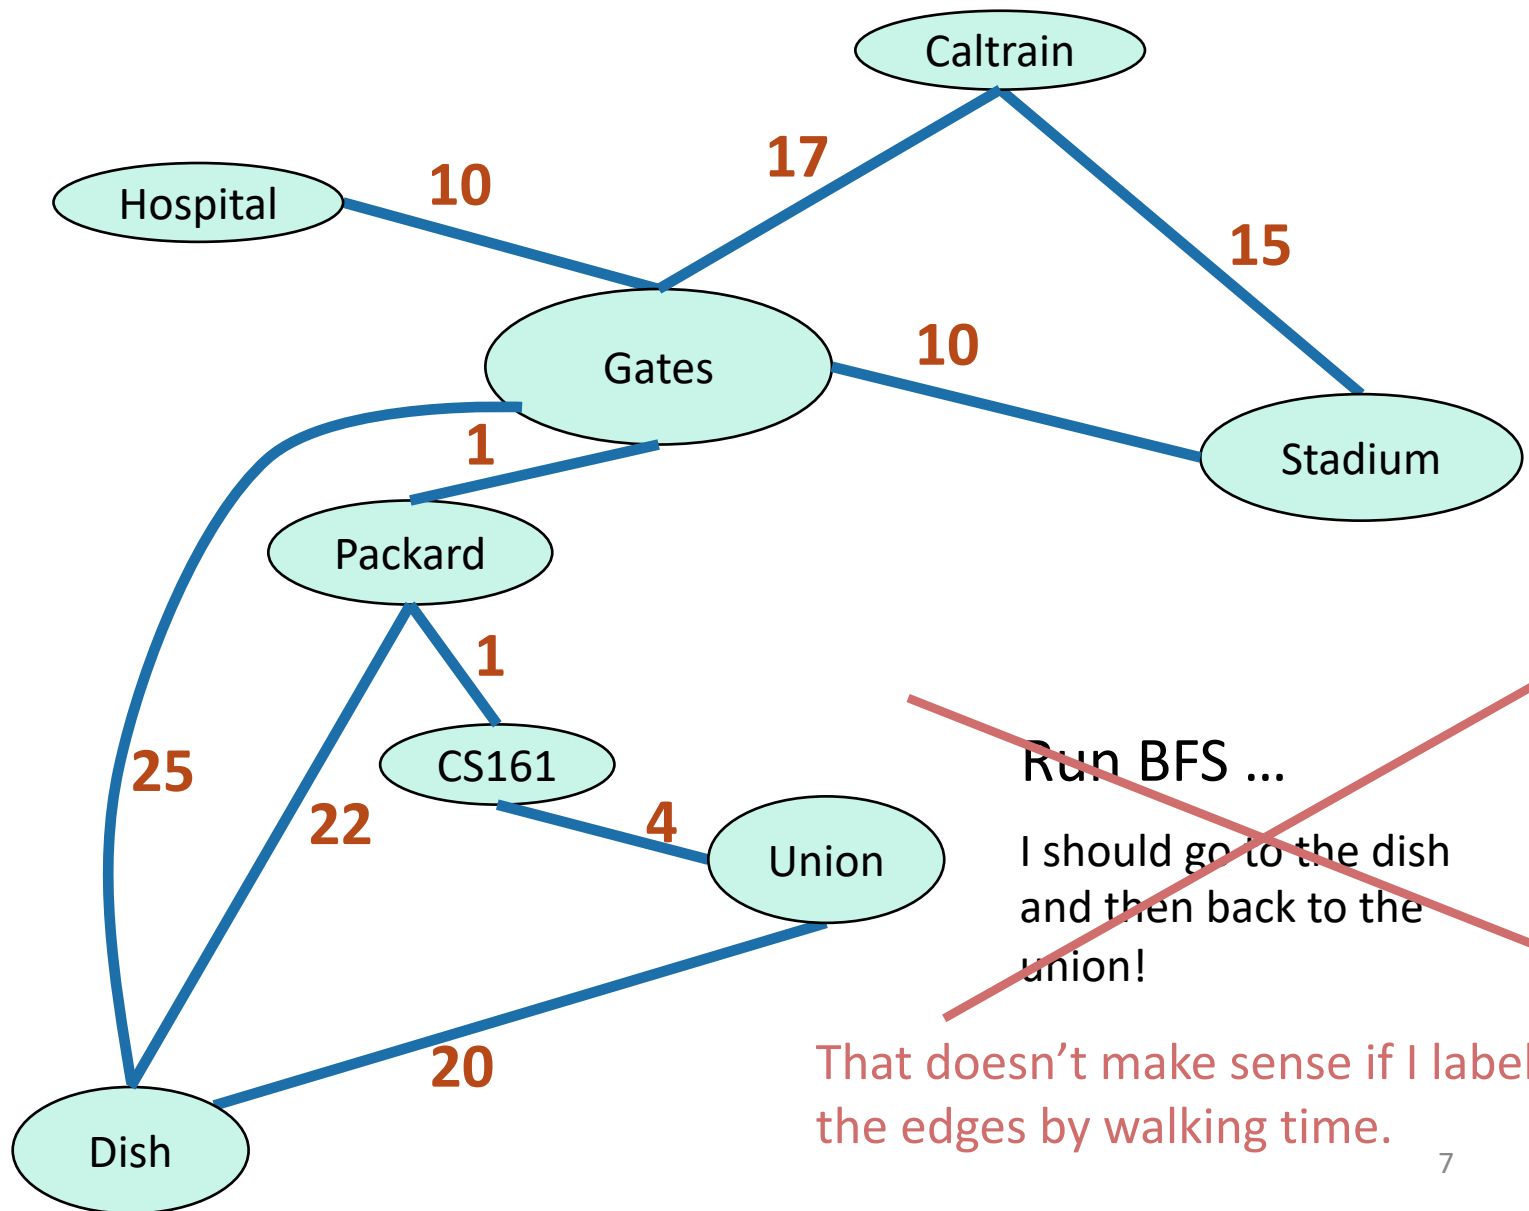 Caltrain
17
10
Hospital
15
10
Gates
1
Stadium
Packard
1
Run BFS …
25
CS161
22
4
Union
I should go to the dish
and then back to the
union!
20
That doesn’t make sense if I label
the edges by walking time.
Dish
7